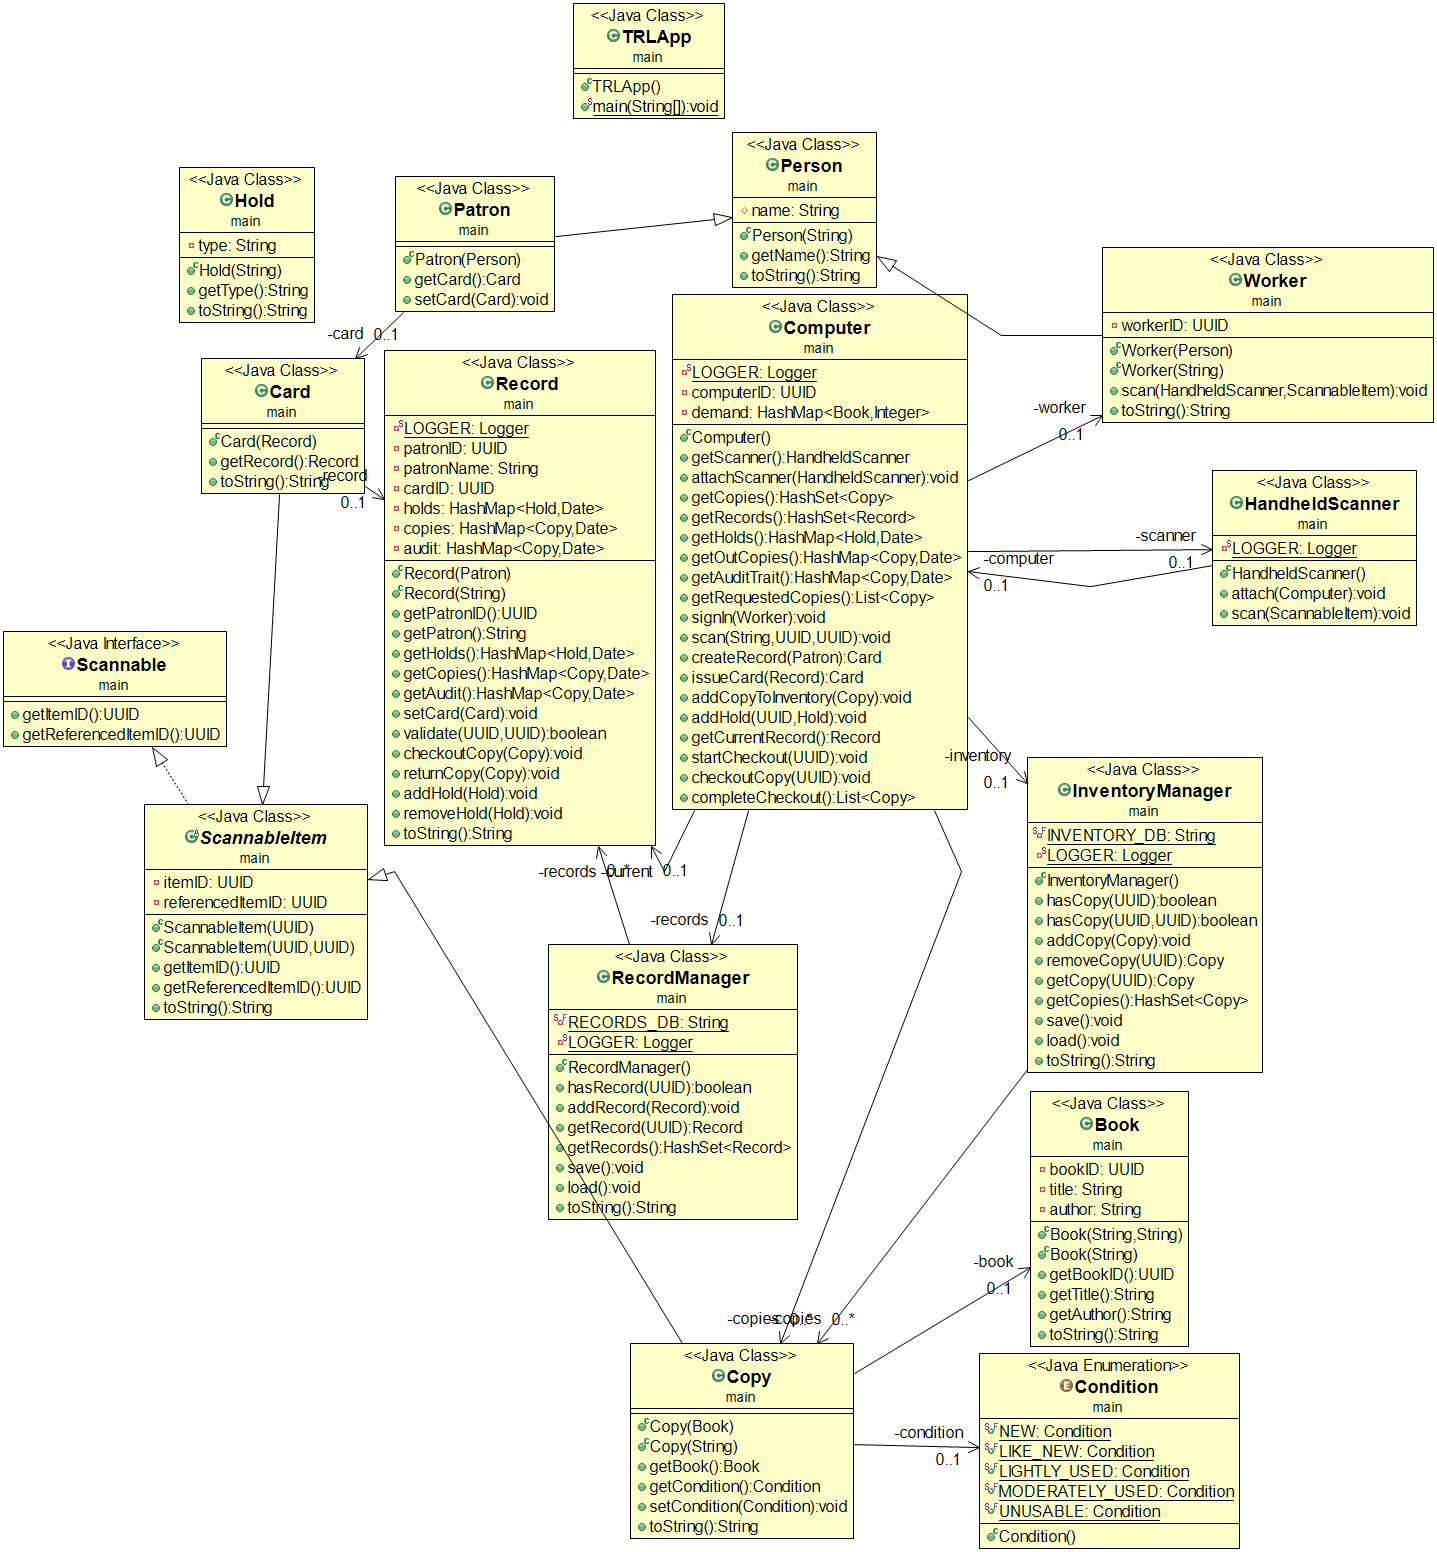 <<Java Class>>
TRLApp
main
TRLApp()
main(String[]):void
<<Java Class>>
Person
main
name: String
Person(String)
getName():String
toString():String
<<Java Class>>
Hold
main
type: String
Hold(String)
getType():String
toString():String
<<Java Class>>
Patron
main
Patron(Person)
getCard():Card
setCard(Card):void
<<Java Class>>
Worker
main
workerID: UUID
Worker(Person)
Worker(String)
scan(HandheldScanner,ScannableItem):void
toString():String
-card 0..1
<<Java Class>>
Card
main
Card(Record)
getRecord():Record
toString():String
-record
0..1
<<Java Class>>
Record
main
LOGGER: Logger
patronID: UUID
patronName: String
cardID: UUID
holds: HashMap<Hold,Date>
copies: HashMap<Copy,Date>
audit: HashMap<Copy,Date>
Record(Patron)
Record(String)
getPatronID():UUID
getPatron():String
getHolds():HashMap<Hold,Date>
getCopies():HashMap<Copy,Date>
getAudit():HashMap<Copy,Date>
setCard(Card):void
validate(UUID,UUID):boolean
checkoutCopy(Copy):void
returnCopy(Copy):void
addHold(Hold):void
removeHold(Hold):void
toString():String
<<Java Class>>
Computer
main
LOGGER: Logger
computerID: UUID
demand: HashMap<Book,Integer>
Computer()
getScanner():HandheldScanner
attachScanner(HandheldScanner):void
getCopies():HashSet<Copy>
getRecords():HashSet<Record>
getHolds():HashMap<Hold,Date>
getOutCopies():HashMap<Copy,Date>
getAuditTrait():HashMap<Copy,Date>
getRequestedCopies():List<Copy>
signIn(Worker):void
scan(String,UUID,UUID):void
createRecord(Patron):Card
issueCard(Record):Card
addCopyToInventory(Copy):void
addHold(UUID,Hold):void
getCurrentRecord():Record
startCheckout(UUID):void
checkoutCopy(UUID):void
completeCheckout():List<Copy>
-worker
0..1
-scanner
0..1
-computer
0..1
<<Java Class>>
HandheldScanner
main
LOGGER: Logger
HandheldScanner()
attach(Computer):void
scan(ScannableItem):void
<<Java Interface>>
Scannable
main
getItemID():UUID
getReferencedItemID():UUID
<<Java Class>>
ScannableItem
main
itemID: UUID
referencedItemID: UUID
ScannableItem(UUID)
ScannableItem(UUID,UUID)
getItemID():UUID
getReferencedItemID():UUID
toString():String
-inventory
0..1
<<Java Class>>
InventoryManager
main
INVENTORY_DB: String
LOGGER: Logger
InventoryManager()
hasCopy(UUID):boolean
hasCopy(UUID,UUID):boolean
addCopy(Copy):void
removeCopy(UUID):Copy
getCopy(UUID):Copy
getCopies():HashSet<Copy>
save():void
load():void
toString():String
-records 0..*
-current 0..1
-records 0..1
<<Java Class>>
RecordManager
main
RECORDS_DB: String
LOGGER: Logger
RecordManager()
hasRecord(UUID):boolean
addRecord(Record):void
getRecord(UUID):Record
getRecords():HashSet<Record>
save():void
load():void
toString():String
<<Java Class>>
Book
main
bookID: UUID
title: String
author: String
Book(String,String)
Book(String)
getBookID():UUID
getTitle():String
getAuthor():String
toString():String
-book
0..1
-copies 0..*
-copies 0..*
<<Java Class>>
Copy
main
Copy(Book)
Copy(String)
getBook():Book
getCondition():Condition
setCondition(Condition):void
toString():String
-condition
0..1
<<Java Enumeration>>
Condition
main
NEW: Condition
LIKE_NEW: Condition
LIGHTLY_USED: Condition
MODERATELY_USED: Condition
UNUSABLE: Condition
Condition()